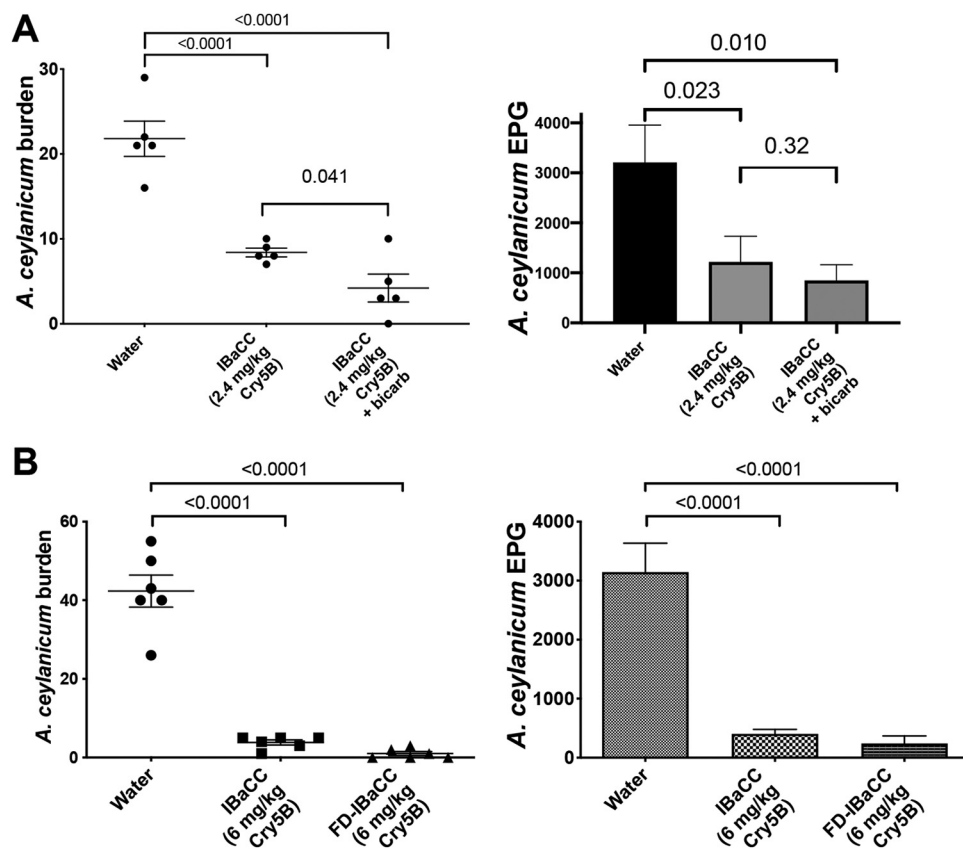 A
<0.0001
<0.0001
0.041
A. ceylanicum burden
30
20
10
0
Water
IBaCC
(2.4 mg/kg
Cry5B)
IBaCC
(2.4 mg/kg
Cry5B)
+ bicarb
0.010
0.023
0.32
A. ceylanicum EPG
4000
3000
2000
1000
0
Water
IBaCC
(2.4 mg/kg
Cry5B)
IBaCC
(2.4 mg/kg
Cry5B)
+ bicarb
B
<0.0001
<0.0001
A. ceylanicum burden
60
40
20
0
Water
IBaCC
(6 mg/kg
Cry5B)
FD-IBaCC
(6 mg/kg
Cry5B)
<0.0001
<0.0001
A. ceylanicum EPG
4000
3000
2000
1000
0
Water
IBaCC
(6 mg/kg
Cry5B)
FD-IBaCC
(6 mg/kg
Cry5B)